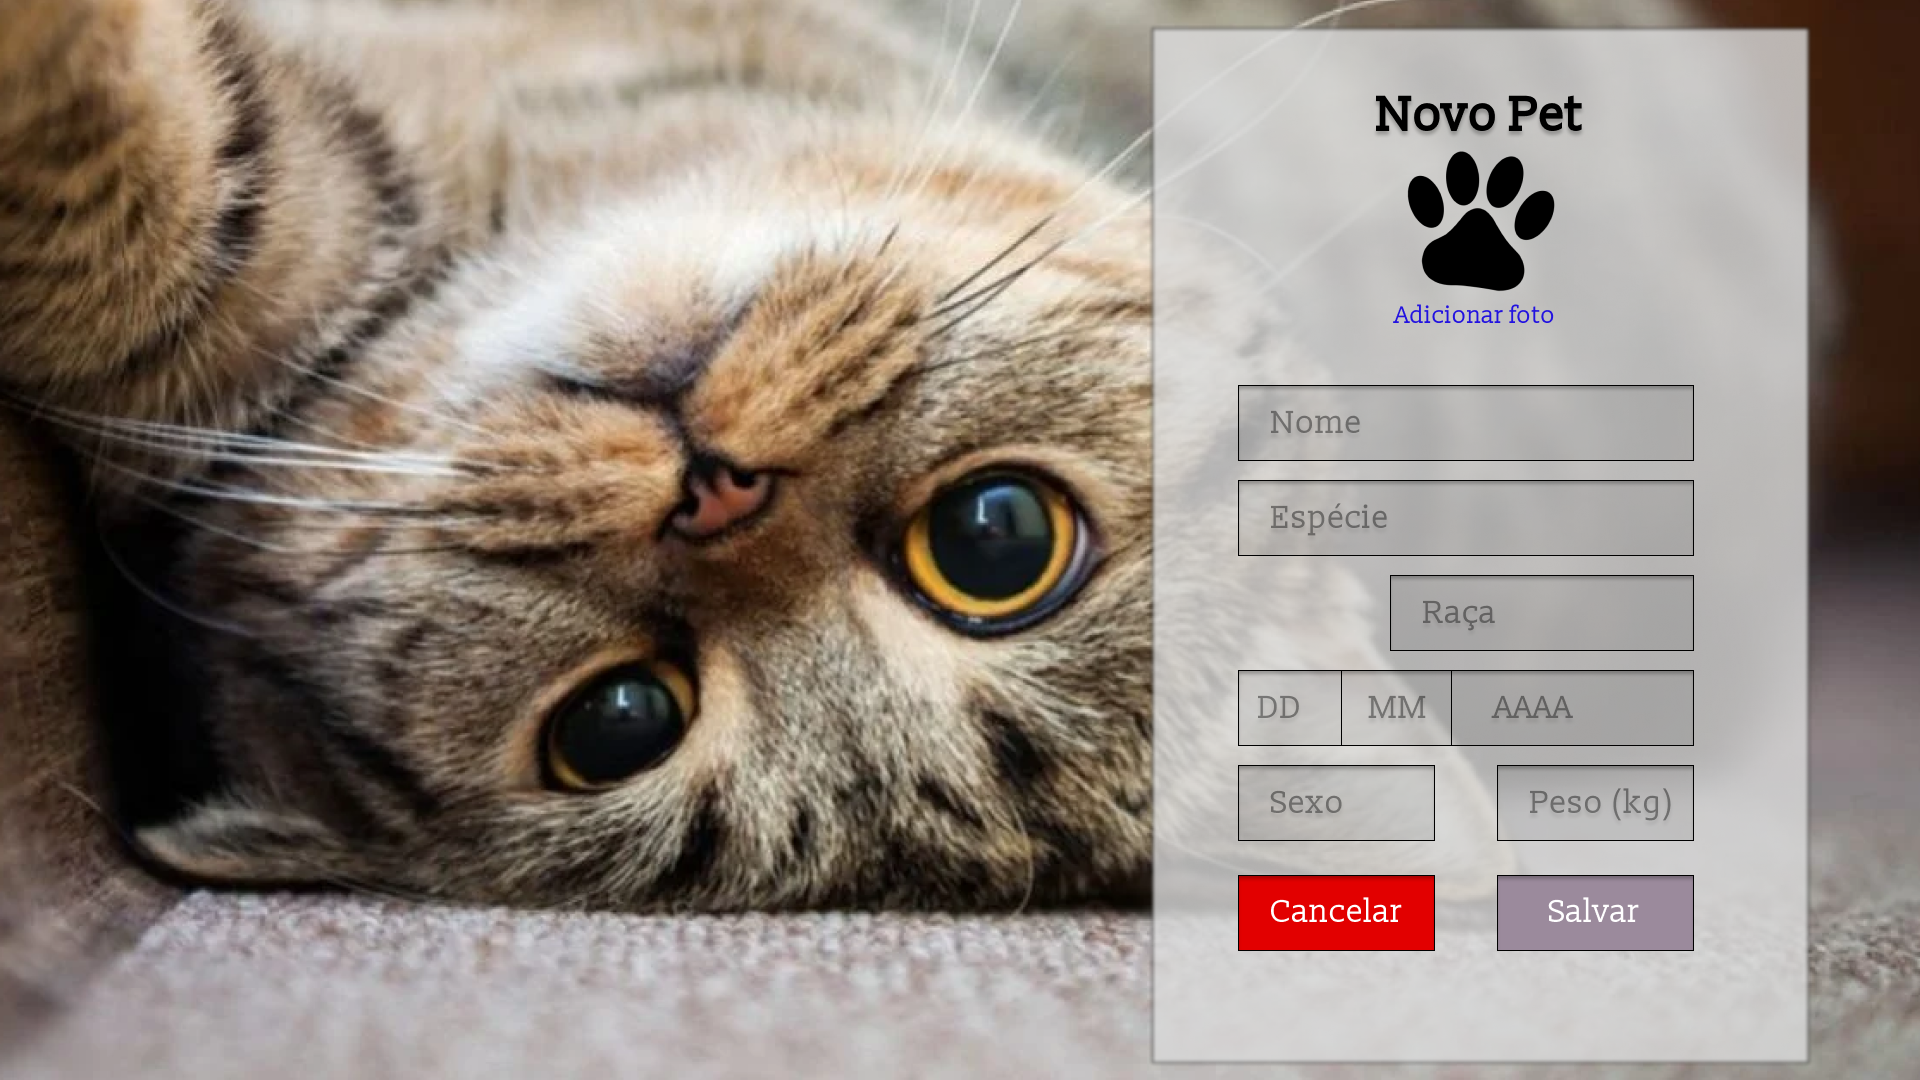 Novo Pet
Adicionar foto
Nome
Espécie
Raça
DD MM AAAA
Sexo Peso (kg)
Cancelar Salvar